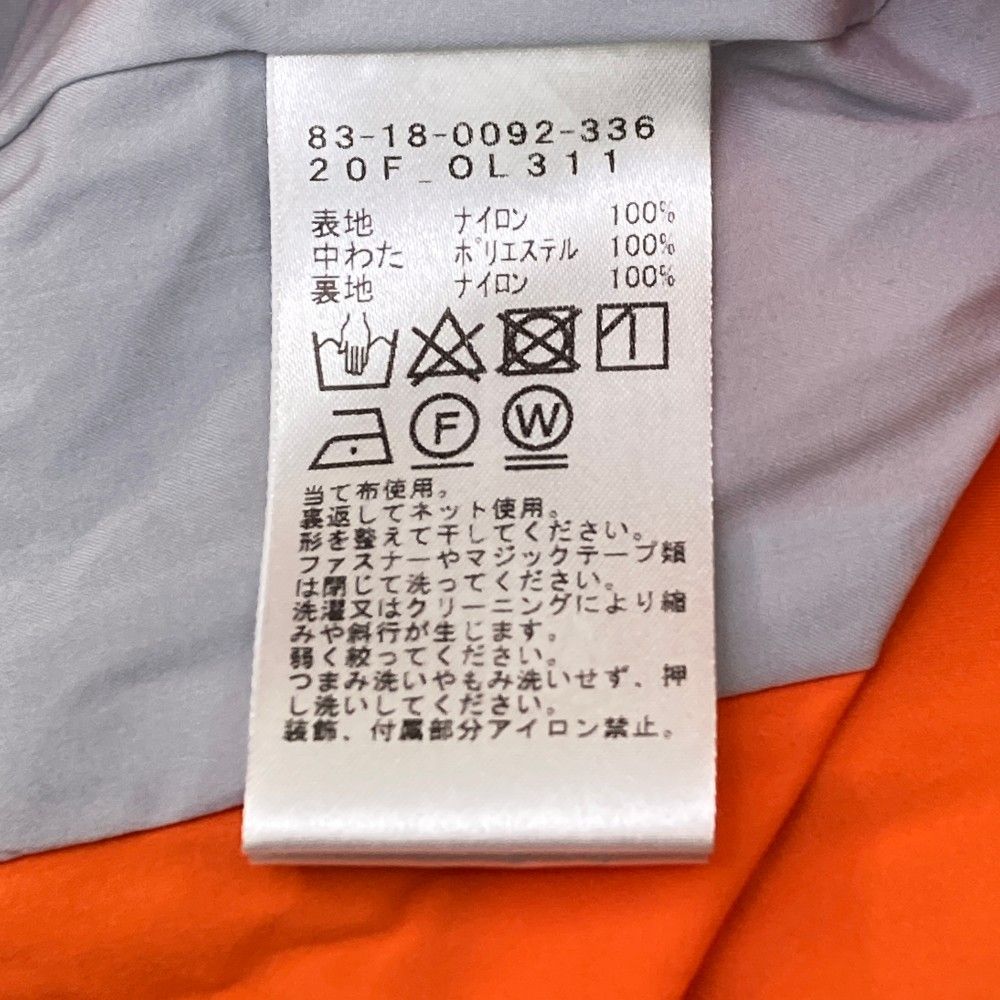 83-18-0092-336
20F_OL311
表地 ナイロン 100%
中わた ポリエステル 100%
裏地 ナイロン 100%
F W
当て布使用。
裏返してネット使用。
形を整えて干してください。
ファスナーやマジックテープ類
は閉じて洗ってください。
洗濯又はクリーニングにより縮
みや斜行が生じます。
弱く絞ってください。
つまみ洗いやもみ洗いせず、押
し洗いしてください。
装飾、付属部分アイロン禁止。